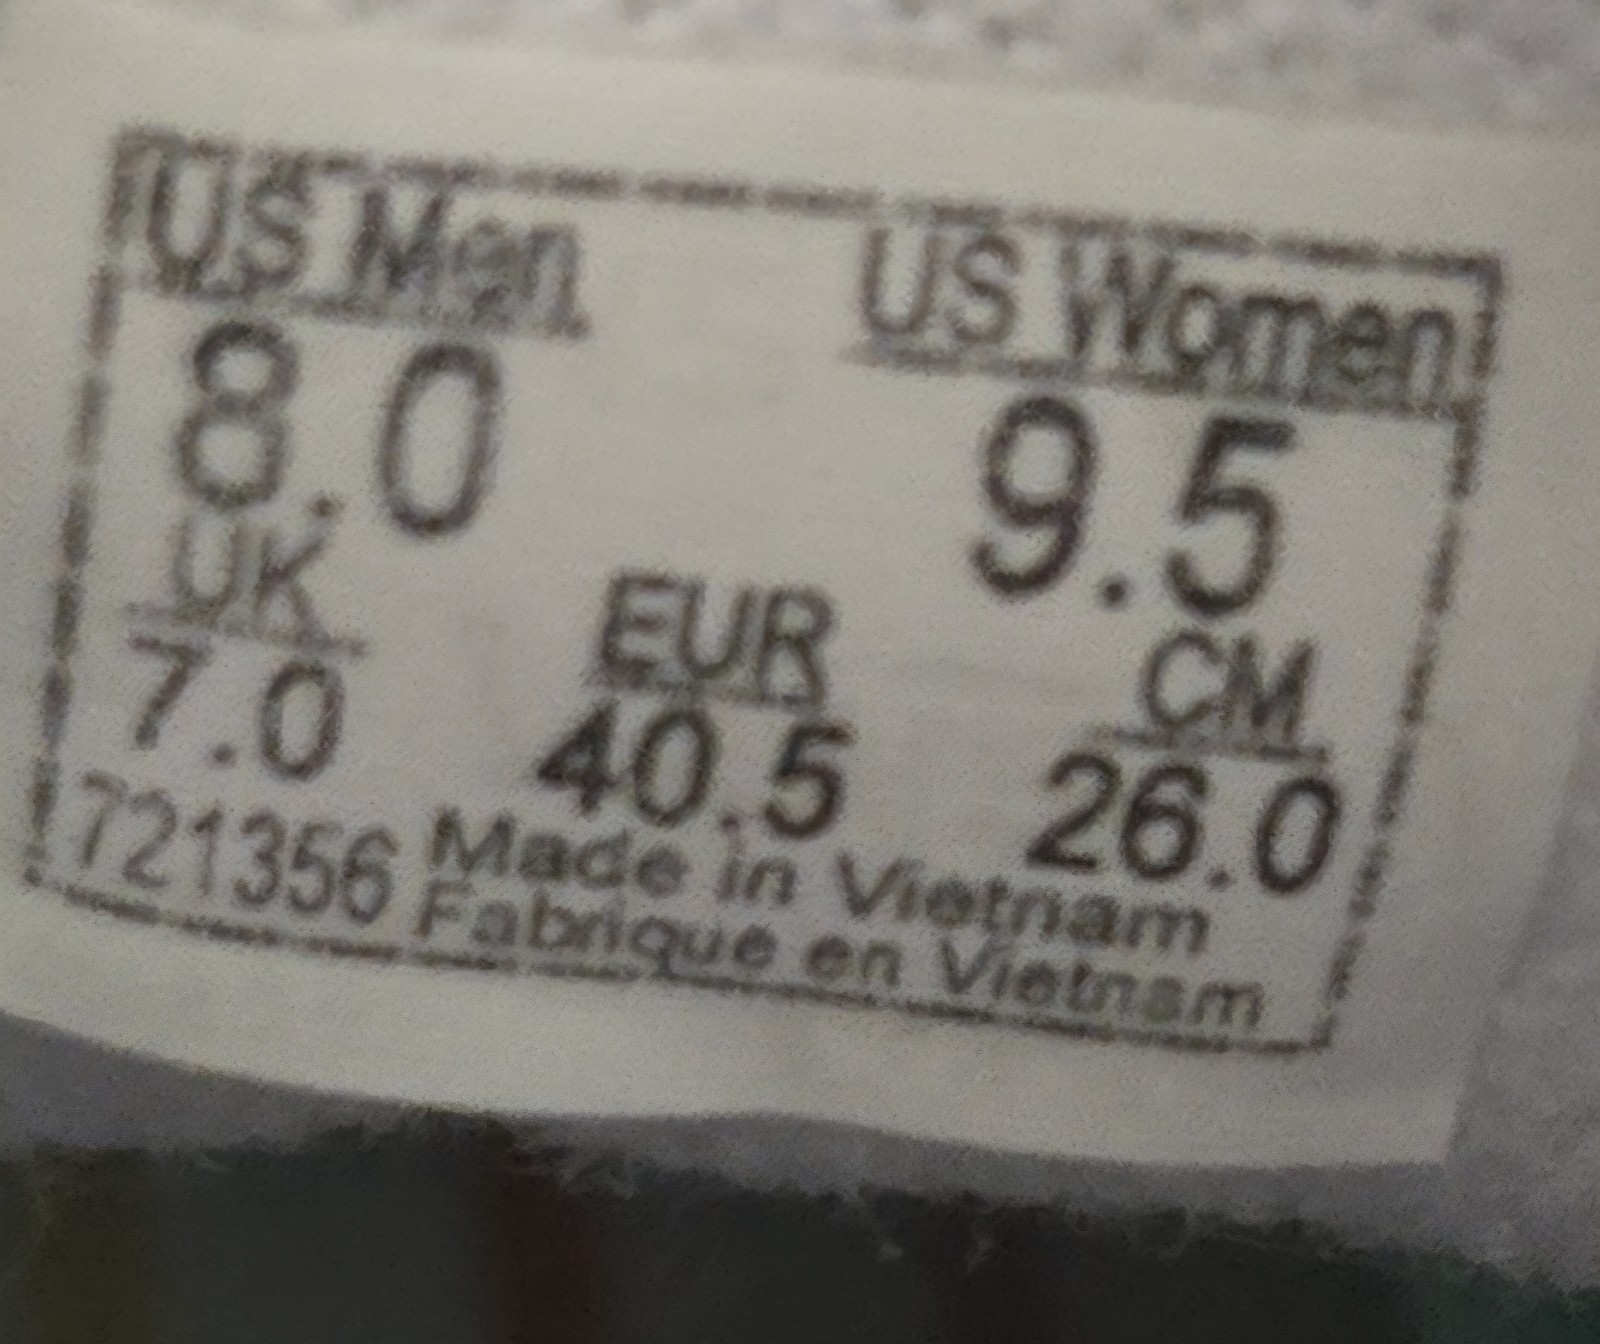 US Men US Women
8.0 9.5
UK EUR CM
7.0 40.5 26.0
721356 Made in Vietnam
Fabrique en Vietnam